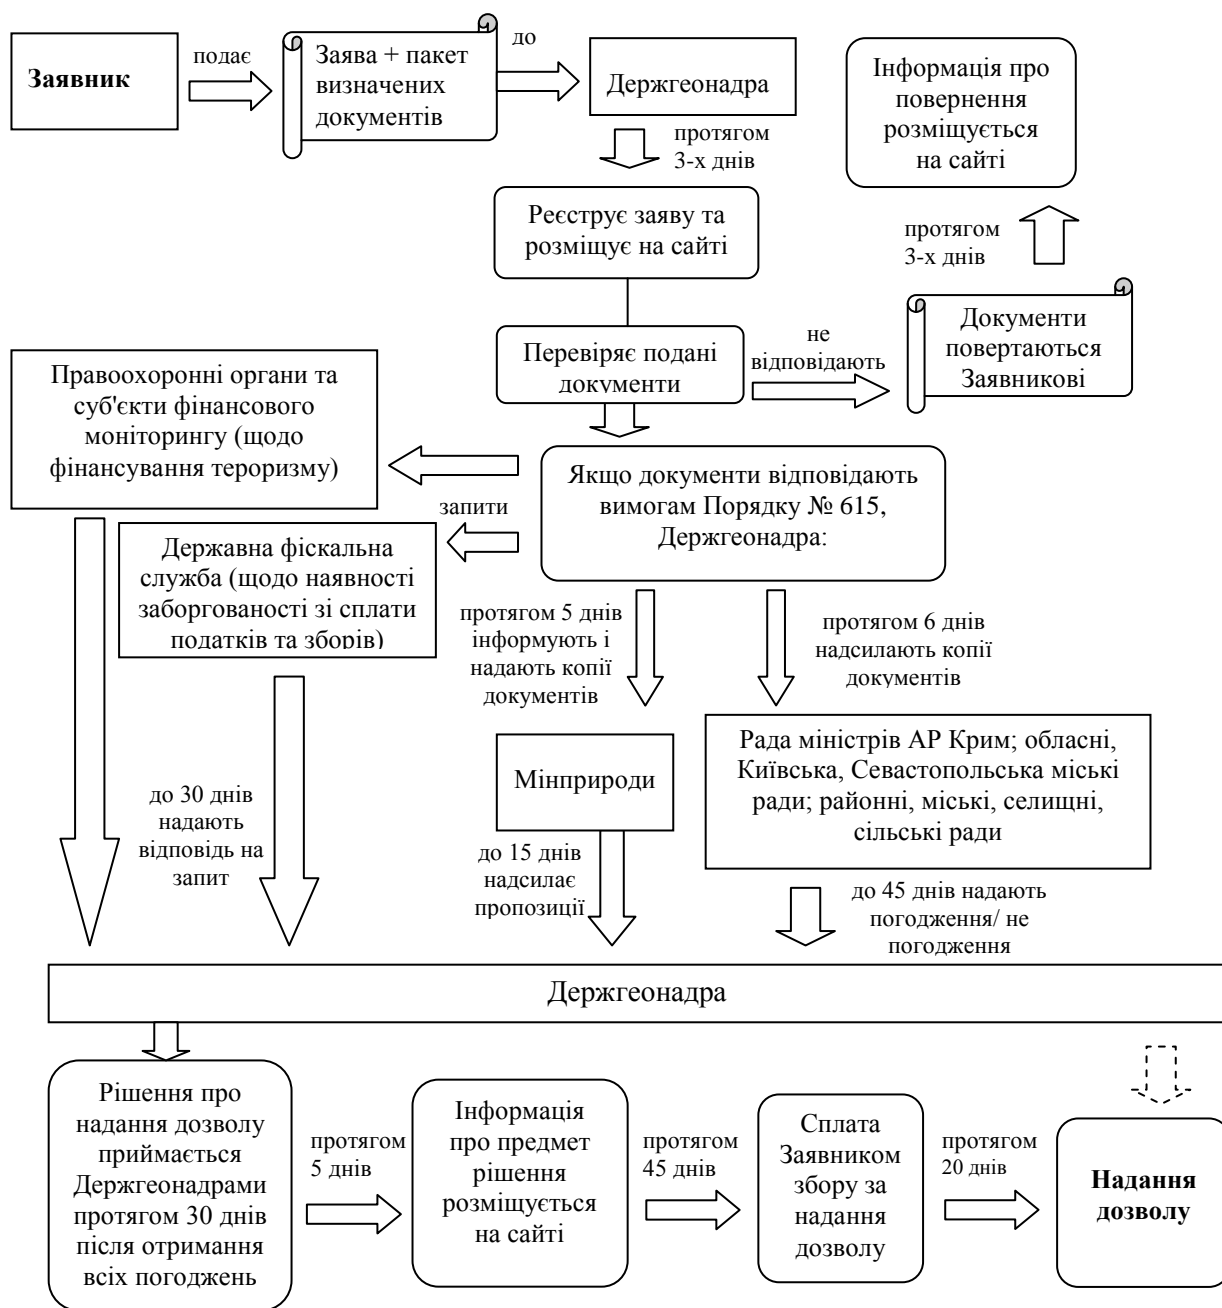 Заявник
подає
Заява + пакет
визначених
документів
до
Держгеонадра
Інформація про
повернення
розміщується
на сайті
протягом
3-х днів
Реєструє заяву та
розміщує на сайті
протягом
3-х днів
Перевіряє подані
документи
не
відповідають
Документи
повертаються
Заявникові
Правоохоронні органи та
суб'єкти фінансового
моніторингу (щодо
фінансування тероризму)
Якщо документи відповідають
вимогам Порядку № 615,
Держгеонадра:
запити
Державна фіскальна
служба (щодо наявності
заборгованості зі сплати
податків та зборів)
протягом 5 днів
інформують і
надають копії
документів
протягом 6 днів
надсилають копії
документів
Мінприроди
Рада міністрів АР Крим; обласні,
Київська, Севастопольська міські
ради; районні, міські, селищні,
сільські ради
до 30 днів
надають
відповідь на
запит
до 15 днів
надсилає
пропозиції
до 45 днів надають
погодження/ не
погодження
Держгеонадра
Рішення про
надання дозволу
приймається
Держгеонадрами
протягом 30 днів
після отримання
всіх погоджень
протягом
5 днів
Інформація
про предмет
рішення
розміщується
на сайті
протягом
45 днів
Сплата
Заявником
збору за
надання
дозволу
протягом
20 днів
Надання
дозволу